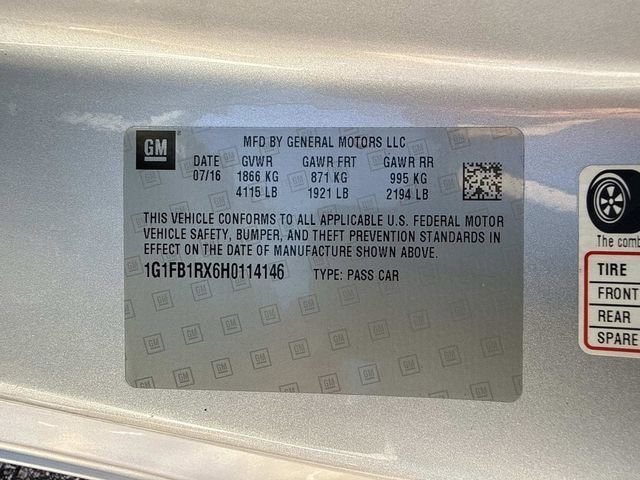 GM
MFD BY GENERAL MOTORS LLC
DATE GVWR GAWR FRT GAWR RR
07/16 1866 KG 871 KG 995 KG
4115 LB 1921 LB 2194 LB
THIS VEHICLE CONFORMS TO ALL APPLICABLE U.S. FEDERAL MOTOR
VEHICLE SAFETY, BUMPER, AND THEFT PREVENTION STANDARDS IN
EFFECT ON THE DATE OF MANUFACTURE SHOWN ABOVE.
1G1FB1RX6H0114146 TYPE: PASS CAR
The
TIRE
FRONT
REAR
SPARE